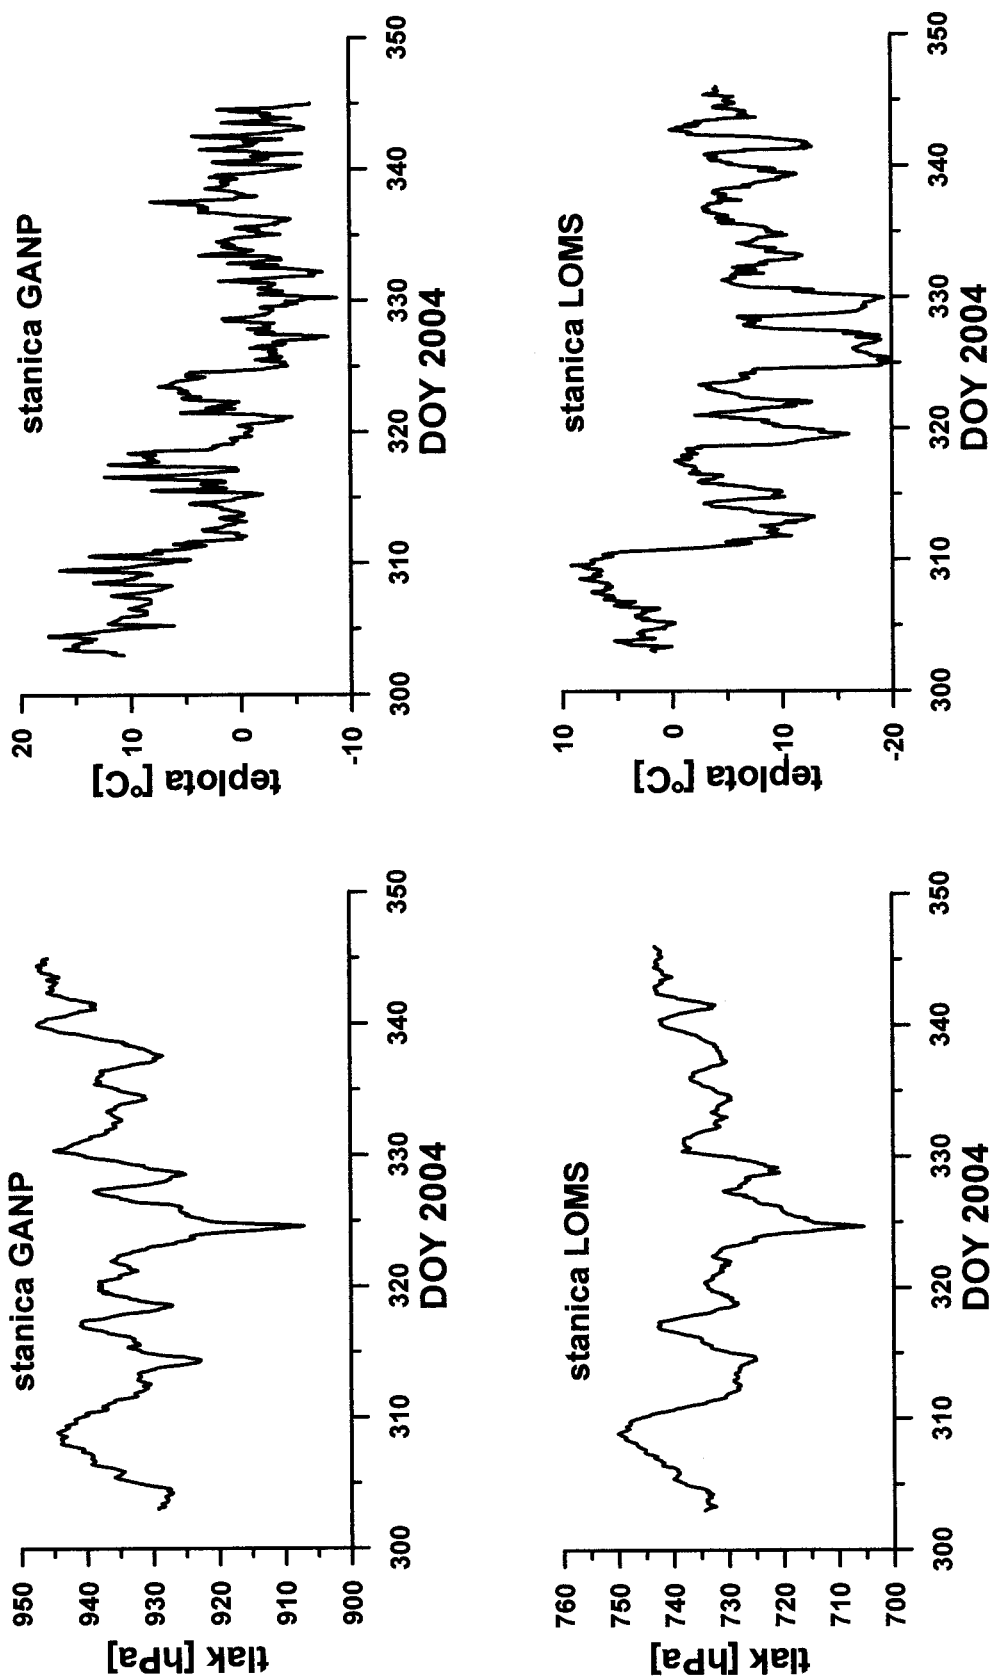 stanica GANP
tlak [hPa]
950
940
930
920
910
900
300 310 320 330 340 350
DOY 2004
stanica GANP
teplota [°C]
20
10
0
-10
300 310 320 330 340 350
DOY 2004
stanica LOMS
tlak [hPa]
760
750
740
730
720
710
700
300 310 320 330 340 350
DOY 2004
stanica LOMS
teplota [°C]
10
0
-10
-20
300 310 320 330 340 350
DOY 2004